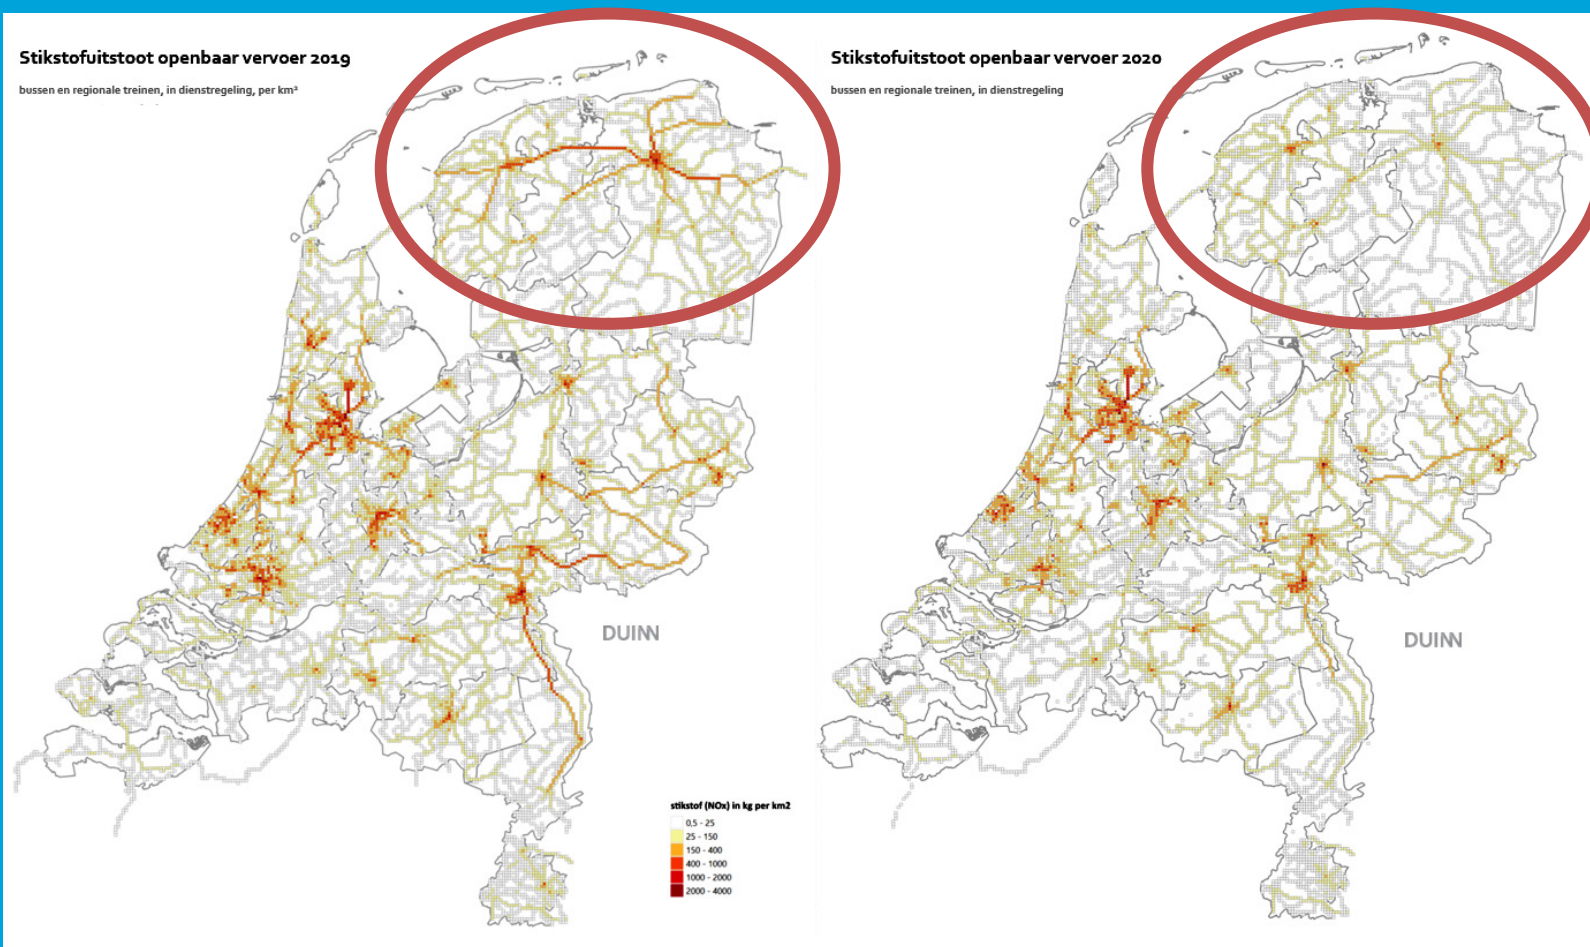 Stikstofuitstoot openbaar vervoer 2019
bussen en regionale treinen, in dienstregeling, per km²
DUINN
stikstof (NOx) in kg per km2
0,5 - 25
25 - 150
150 - 400
400 - 1000
1000 - 2000
2000 - 4000
Stikstofuitstoot openbaar vervoer 2020
bussen en regionale treinen, in dienstregeling
DUINN